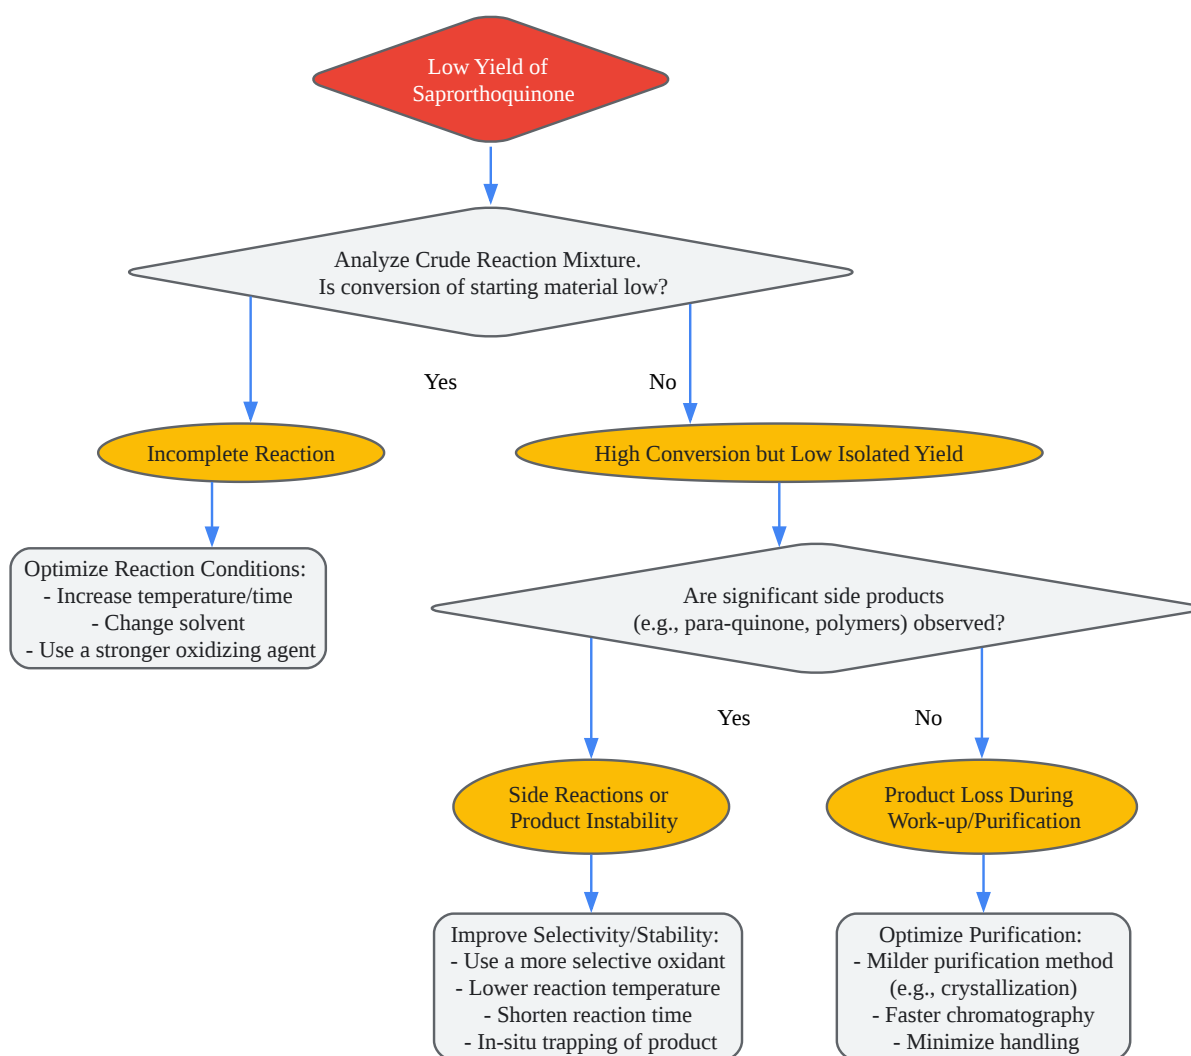 Low Yield of
Saprorthoquinone
Analyze Crude Reaction Mixture.
Is conversion of starting material low?
Yes
No
Incomplete Reaction
High Conversion but Low Isolated Yield
Optimize Reaction Conditions:
- Increase temperature/time
- Change solvent
- Use a stronger oxidizing agent
Are significant side products
(e.g., para-quinone, polymers) observed?
Yes
No
Side Reactions or
Product Instability
Product Loss During
Work-up/Purification
Improve Selectivity/Stability:
- Use a more selective oxidant
- Lower reaction temperature
- Shorten reaction time
- In-situ trapping of product
Optimize Purification:
- Milder purification method
(e.g., crystallization)
- Faster chromatography
- Minimize handling